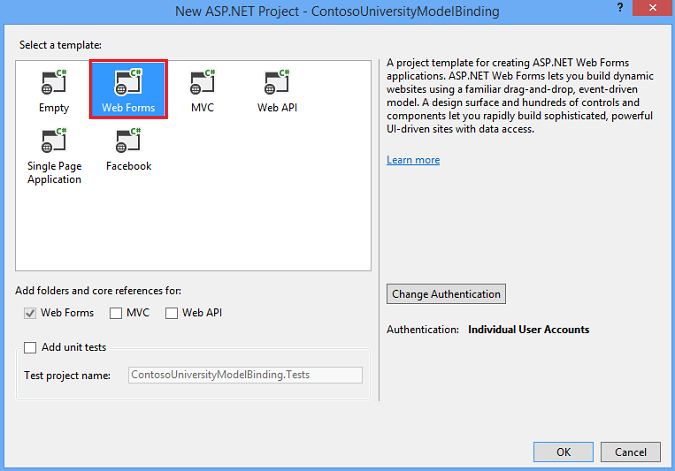 New ASP.NET Project - ContosoUniversityModelBinding
? ×
Select a template:
C# C# C# C#
Empty Web Forms MVC Web API
C# C#
Single Page Facebook
Application
A project template for creating ASP.NET Web Forms
applications. ASP.NET Web Forms lets you build dynamic
websites using a familiar drag-and-drop, event-driven
model. A design surface and hundreds of controls and
components let you rapidly build sophisticated, powerful
UI-driven sites with data access.
Learn more
Change Authentication
Authentication: Individual User Accounts
Add folders and core references for:
Web Forms MVC Web API
Add unit tests
Test project name: ContosoUniversityModelBinding.Tests
OK Cancel